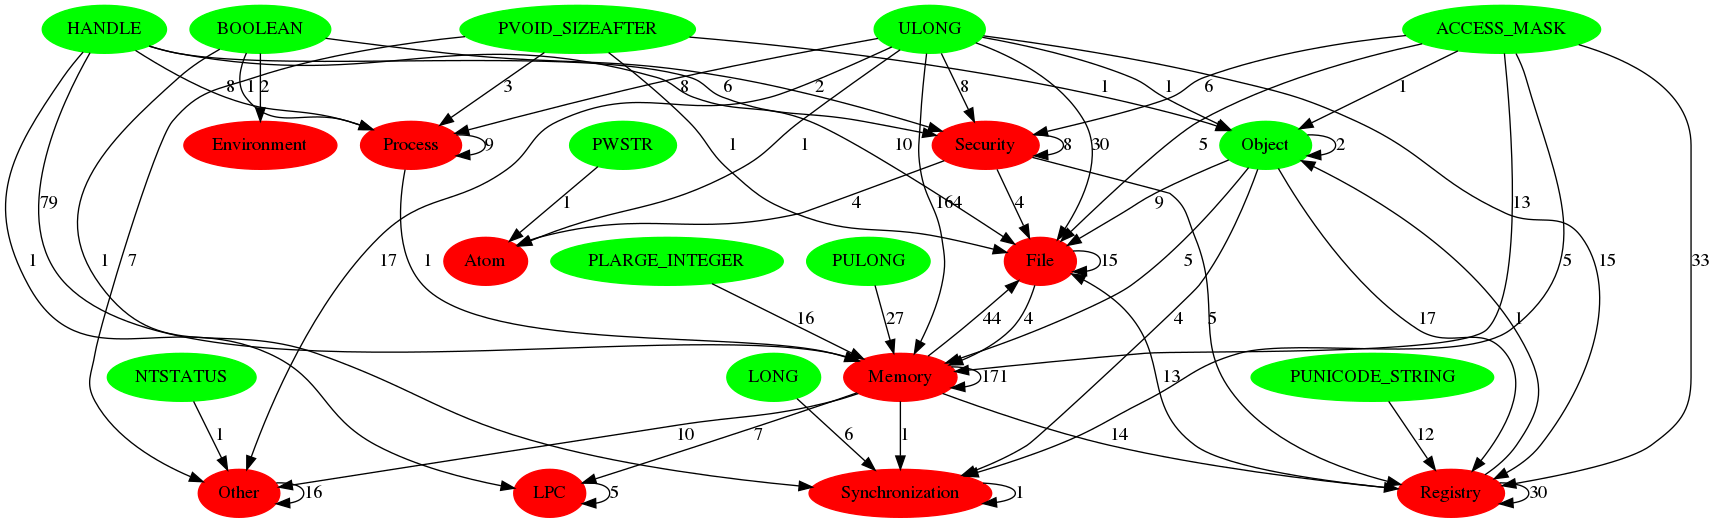 HANDLE BOOLEAN PVOID_SIZEAFTER ULONG ACCESS_MASK
8 1 2 3 8 6 2 8 1 1 6 1
Environment Process 9 PWSTR Security 8 Object 2
1 1 10 30 5
79 1 4 164 4 9 13 33
1 1 7 17 1 5 5 15
Atom PLARGE_INTEGER PULONG File 15
16 27 44 4 4 5 17 1
NTSTATUS LONG Memory 171 13 PUNICODE_STRING
1 10 7 6 1 14 12
Other 16 LPC 5 Synchronization 1 Registry 30